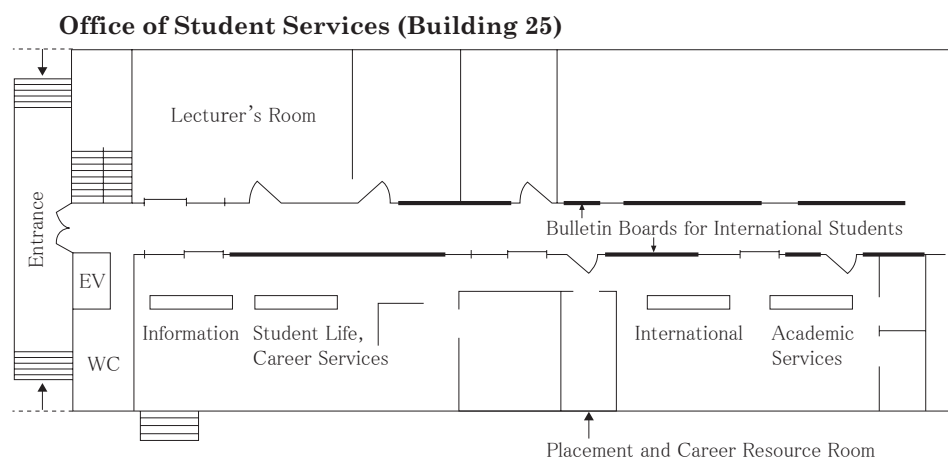 Office of Student Services (Building 25)
Lecturer's Room
Entrance
Bulletin Boards for International Students
EV
Information
Student Life,
Career Services
International
Academic
Services
WC
Placement and Career Resource Room